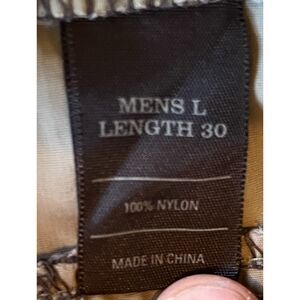 MENS L
LENGTH 30
100% NYLON
MADE IN CHINA